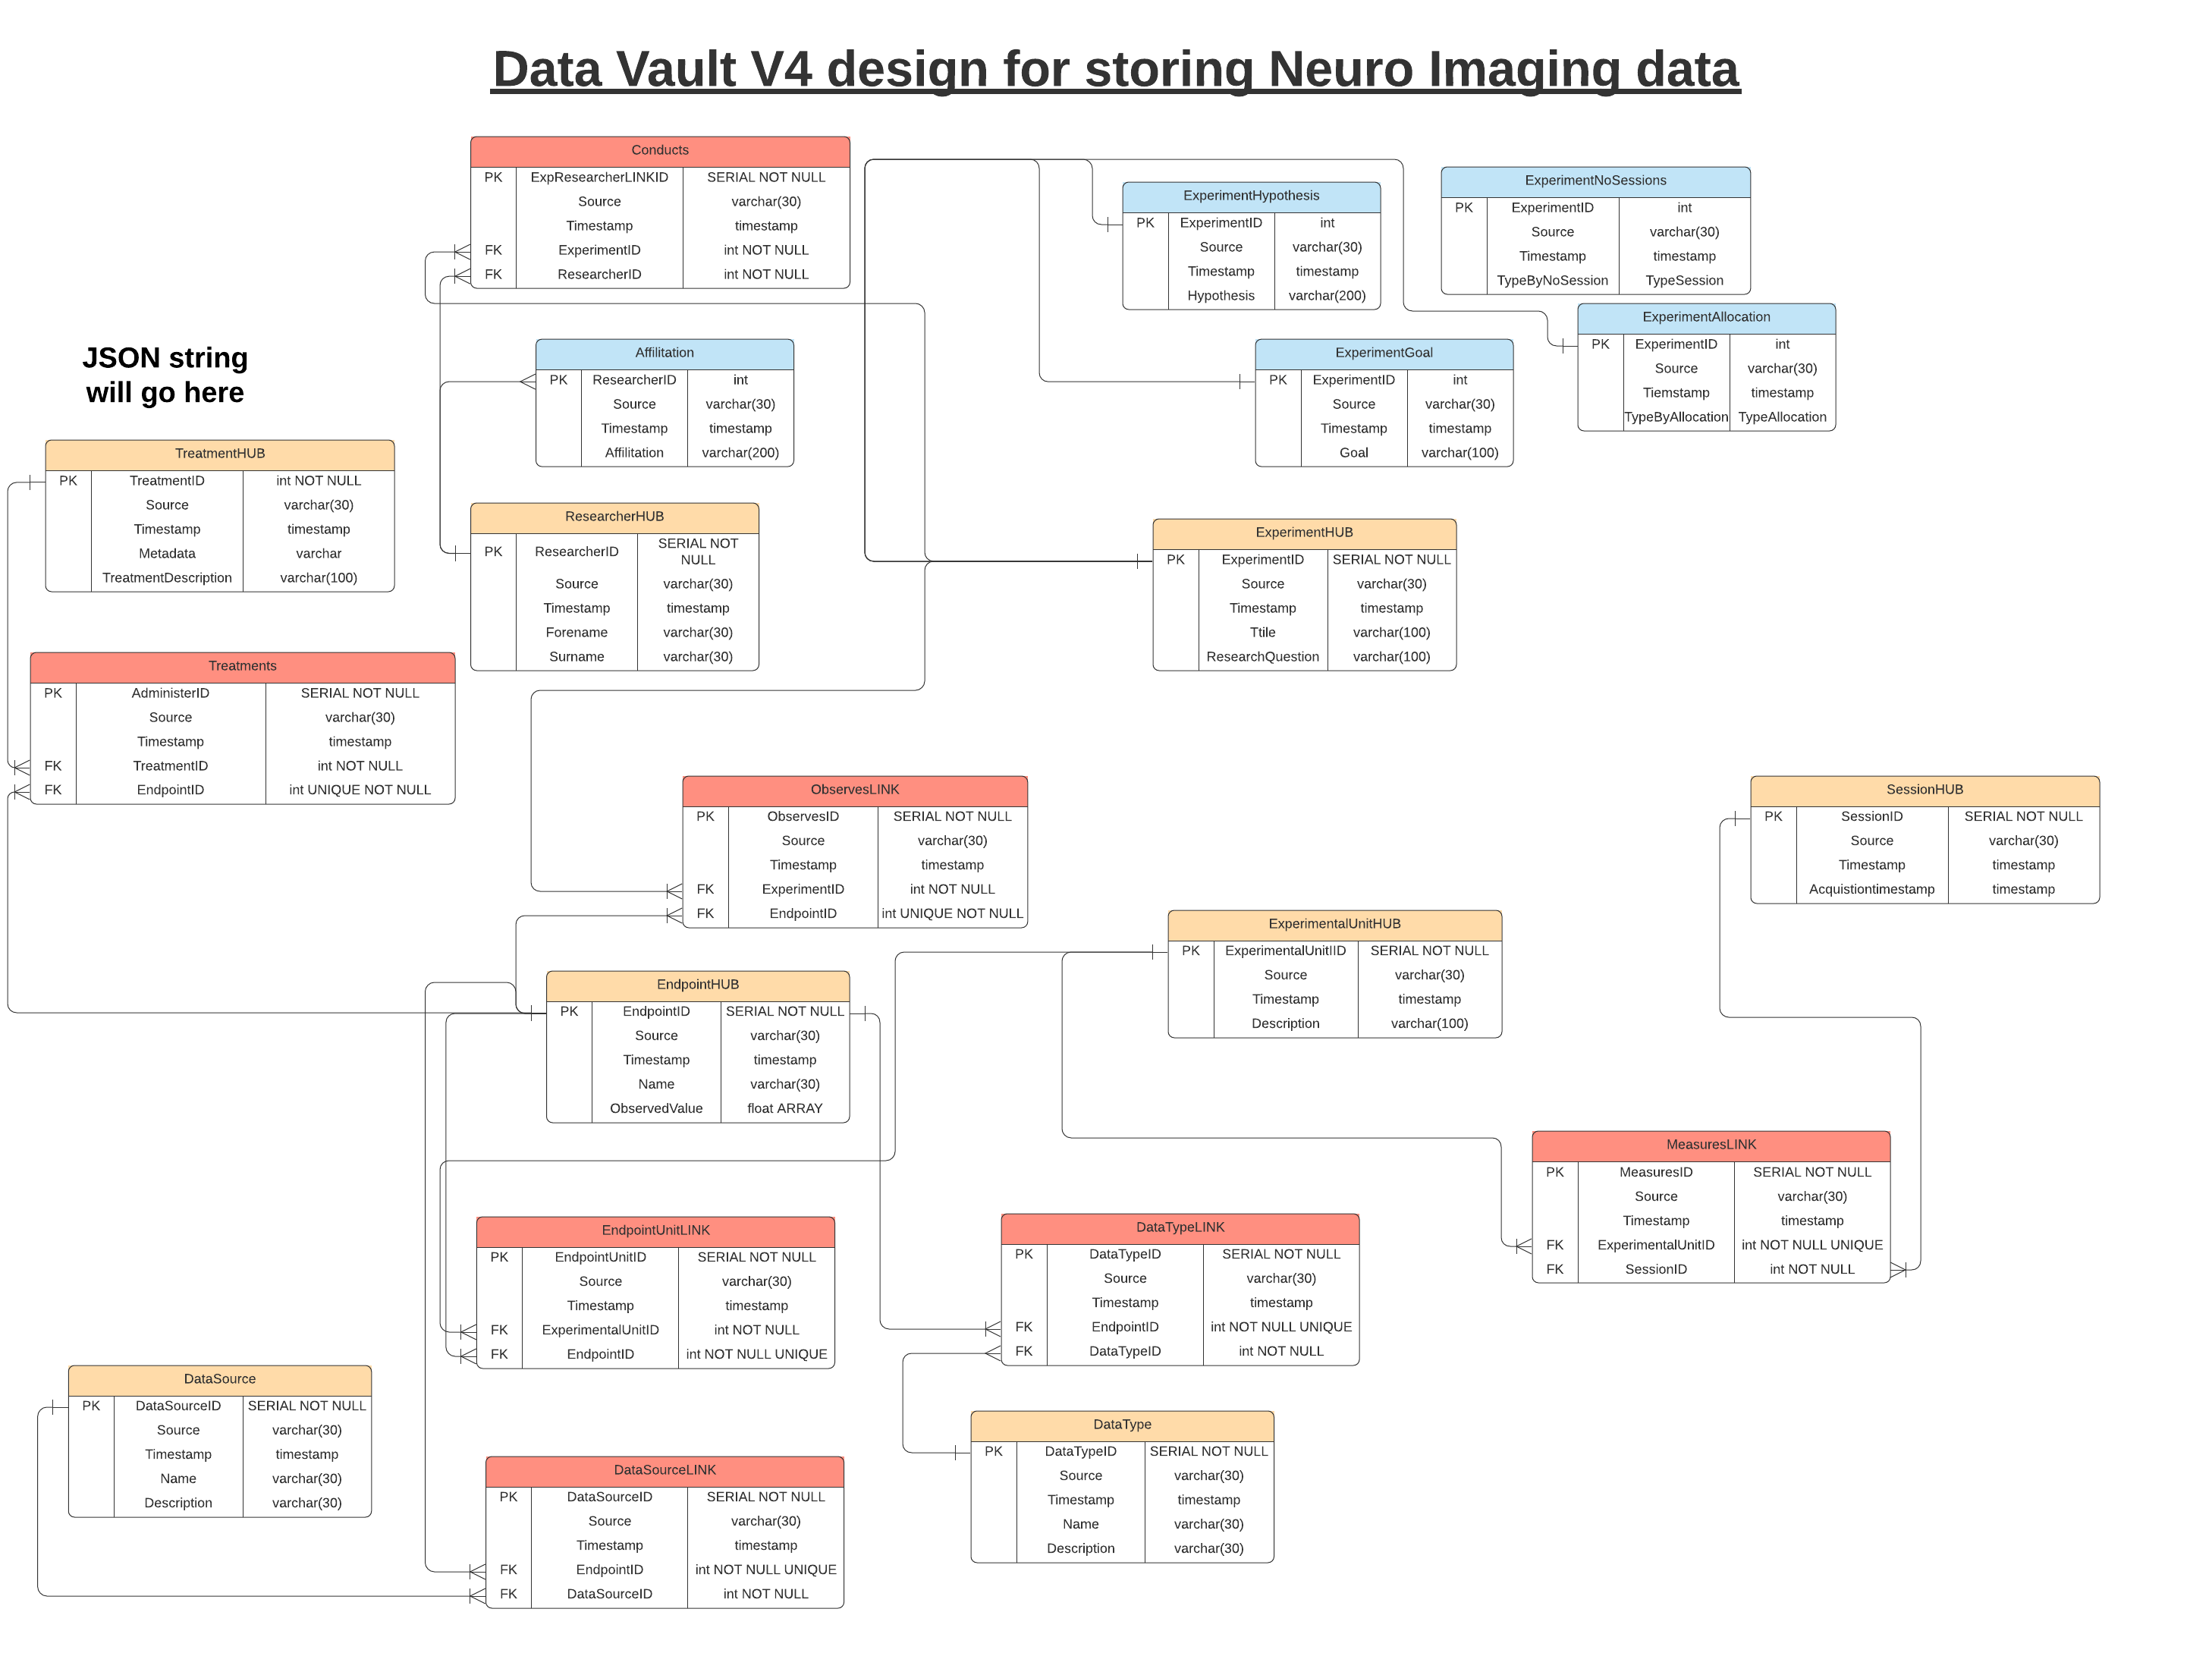 Data Vault V4 design for storing Neuro Imaging data
Conducts
PK ExpResearcherLINKID SERIAL NOT NULL
Source varchar(30)
Timestamp timestamp
FK ExperimentID int NOT NULL
FK ResearcherID int NOT NULL
ExperimentHypothesis
PK ExperimentID int
Source varchar(30)
Timestamp timestamp
Hypothesis varchar(200)
ExperimentNoSessions
PK ExperimentID int
Source varchar(30)
Timestamp timestamp
TypeByNoSession TypeSession
ExperimentAllocation
PK ExperimentID int
Source varchar(30)
Tiemstamp timestamp
TypeByAllocation TypeAllocation
Affilitation
PK ResearcherID int
Source varchar(30)
Timestamp timestamp
Affilitation varchar(200)
ExperimentGoal
PK ExperimentID int
Source varchar(30)
Timestamp timestamp
Goal varchar(100)
JSON string
will go here
TreatmentHUB
PK TreatmentID int NOT NULL
Source varchar(30)
Timestamp timestamp
Metadata varchar
TreatmentDescription varchar(100)
ResearcherHUB
PK ResearcherID SERIAL NOT
NULL
Source varchar(30)
Timestamp timestamp
Forename varchar(30)
Surname varchar(30)
ExperimentHUB
PK ExperimentID SERIAL NOT NULL
Source varchar(30)
Timestamp timestamp
Ttile varchar(100)
ResearchQuestion varchar(100)
Treatments
PK AdministerID SERIAL NOT NULL
Source varchar(30)
Timestamp timestamp
FK TreatmentID int NOT NULL
FK EndpointID int UNIQUE NOT NULL
ObservesLINK
PK ObservesID SERIAL NOT NULL
Source varchar(30)
Timestamp timestamp
FK ExperimentID int NOT NULL
FK EndpointID int UNIQUE NOT NULL
SessionHUB
PK SessionID SERIAL NOT NULL
Source varchar(30)
Timestamp timestamp
Acquistiontimestamp timestamp
ExperimentalUnitHUB
PK ExperimentalUnitIID SERIAL NOT NULL
Source varchar(30)
Timestamp timestamp
Description varchar(100)
EndpointHUB
PK EndpointID SERIAL NOT NULL
Source varchar(30)
Timestamp timestamp
Name varchar(30)
ObservedValue float ARRAY
MeasuresLINK
PK MeasuresID SERIAL NOT NULL
Source varchar(30)
Timestamp timestamp
FK ExperimentalUnitID int NOT NULL UNIQUE
FK SessionID int NOT NULL
EndpointUnitLINK
PK EndpointUnitID SERIAL NOT NULL
Source varchar(30)
Timestamp timestamp
FK ExperimentalUnitID int NOT NULL
FK EndpointID int NOT NULL UNIQUE
DataTypeLINK
PK DataTypeID SERIAL NOT NULL
Source varchar(30)
Timestamp timestamp
FK EndpointID int NOT NULL UNIQUE
FK DataTypeID int NOT NULL
DataSource
PK DataSourceID SERIAL NOT NULL
Source varchar(30)
Timestamp timestamp
Name varchar(30)
Description varchar(30)
DataType
PK DataTypeID SERIAL NOT NULL
Source varchar(30)
Timestamp timestamp
Name varchar(30)
Description varchar(30)
DataSourceLINK
PK DataSourceID SERIAL NOT NULL
Source varchar(30)
Timestamp timestamp
FK EndpointID int NOT NULL UNIQUE
FK DataSourceID int NOT NULL